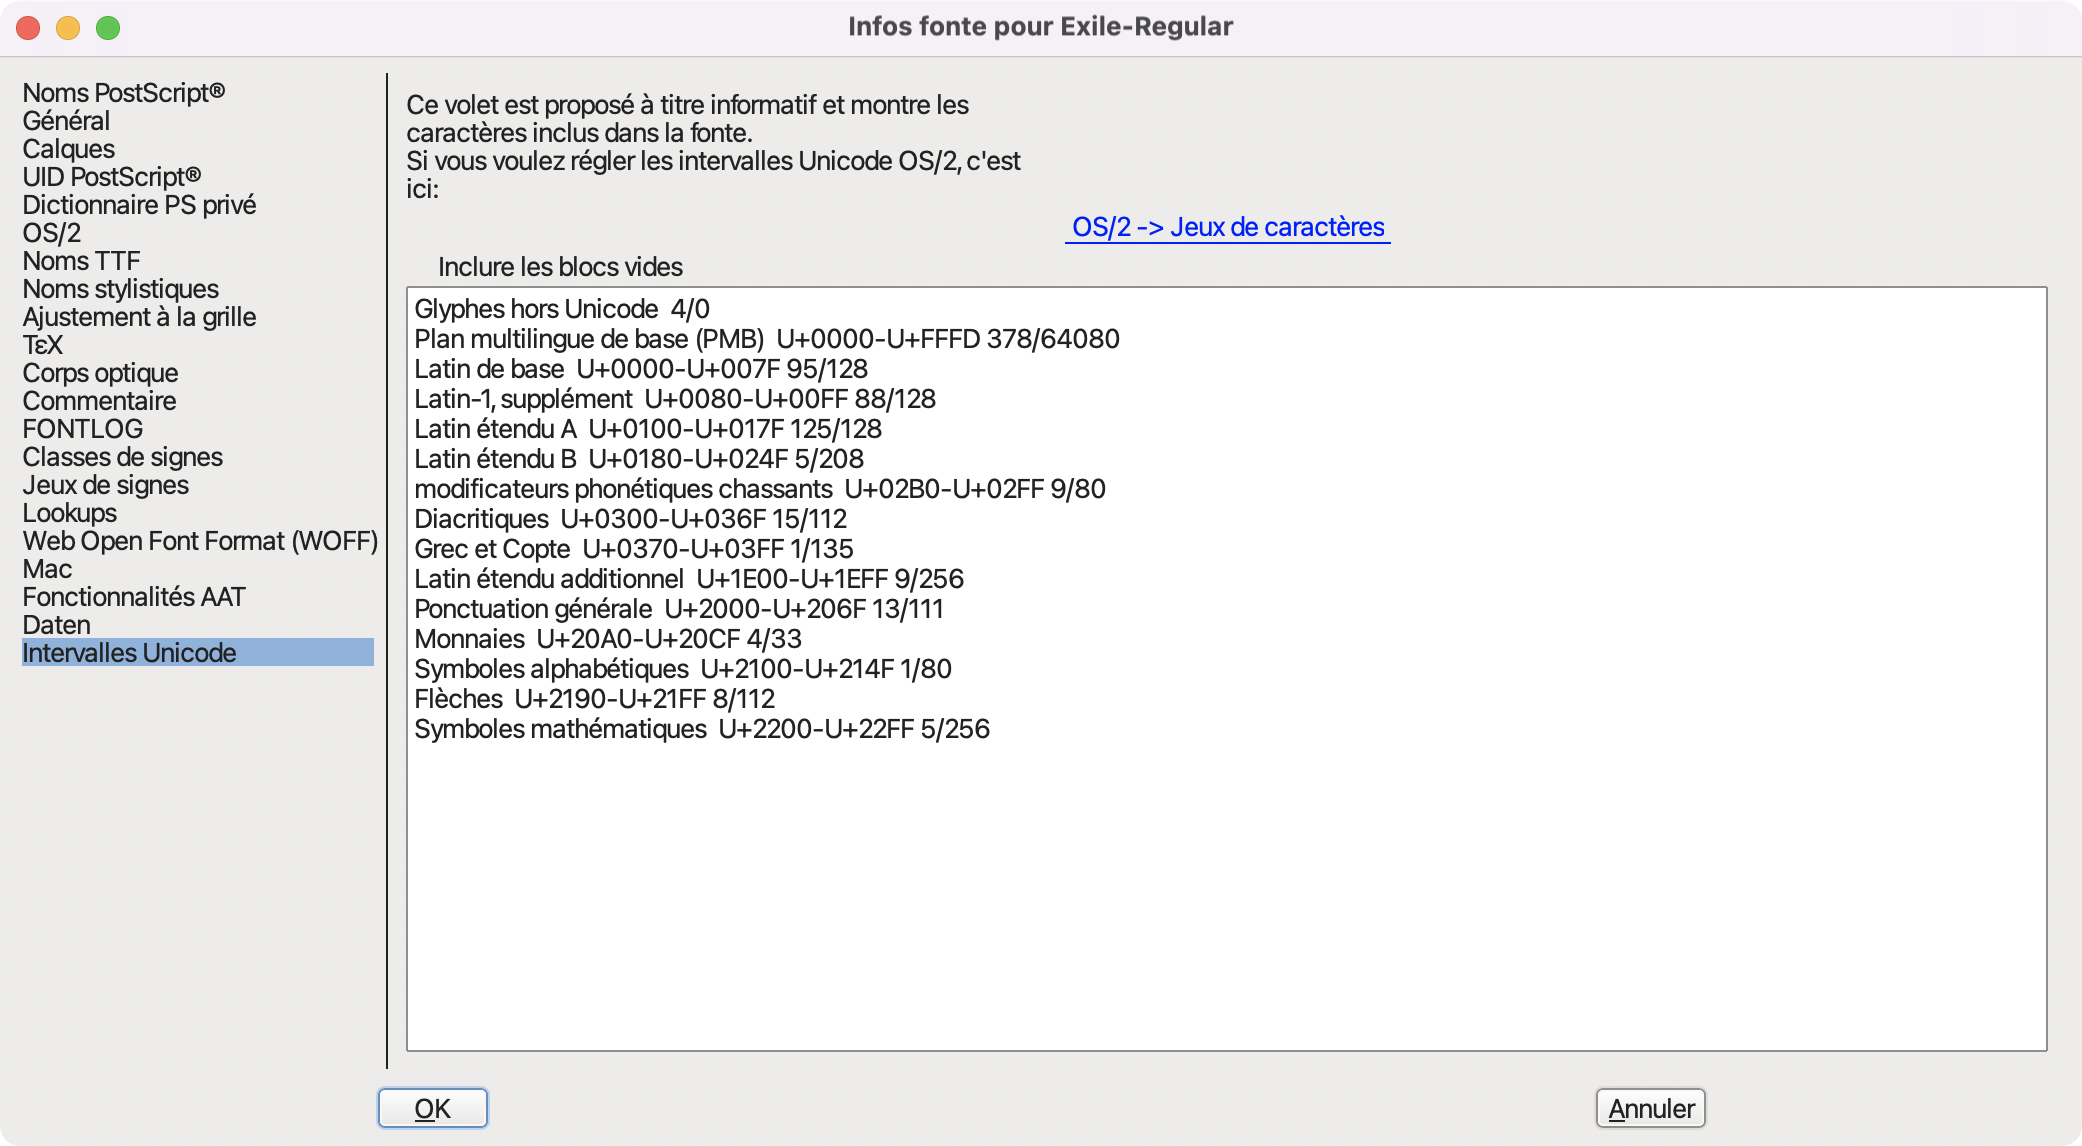 Infos fonte pour Exile-Regular
Noms PostScript®
Général
Calques
UID PostScript®
Dictionnaire PS privé
OS/2
Noms TTF
Noms stylistiques
Ajustement à la grille
TεX
Corps optique
Commentaire
FONTLOG
Classes de signes
Jeux de signes
Lookups
Web Open Font Format (WOFF)
Mac
Fonctionnalités AAT
Daten
Intervalles Unicode
Ce volet est proposé à titre informatif et montre les
caractères inclus dans la fonte.
Si vous voulez régler les intervalles Unicode OS/2, c'est
ici:
OS/2 -> Jeux de caractères
Inclure les blocs vides
Glyphes hors Unicode 4/0
Plan multilingue de base (PMB) U+0000-U+FFFD 378/64080
Latin de base U+0000-U+007F 95/128
Latin-1, supplément U+0080-U+00FF 88/128
Latin étendu A U+0100-U+017F 125/128
Latin étendu B U+0180-U+024F 5/208
modificateurs phonétiques chassants U+02B0-U+02FF 9/80
Diacritiques U+0300-U+036F 15/112
Grec et Copte U+0370-U+03FF 1/135
Latin étendu additionnel U+1E00-U+1EFF 9/256
Ponctuation générale U+2000-U+206F 13/111
Monnaies U+20A0-U+20CF 4/33
Symboles alphabétiques U+2100-U+214F 1/80
Flèches U+2190-U+21FF 8/112
Symboles mathématiques U+2200-U+22FF 5/256
OK
Annuler